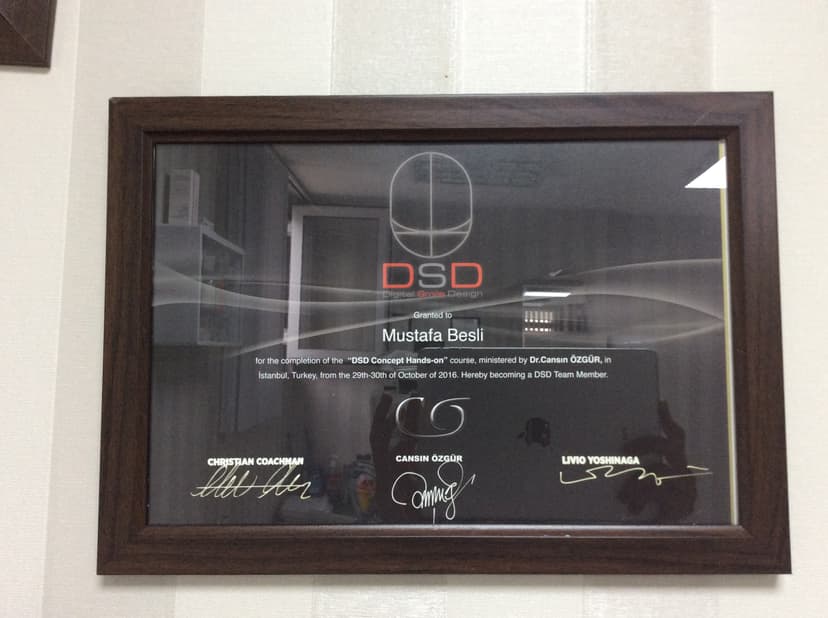 DSD
Digital Smile Design
Granted to
Mustafa Besli
for the completion of the "DSD Concept Hands-on" course, ministered by Dr.Cansın ÖZGÜR, in
İstanbul, Turkey, from the 29th-30th of October of 2016. Hereby becoming a DSD Team Member.
CHRISTIAN COACHMAN
CANSIN ÖZGÜR
LIVIO YOSHINAGA